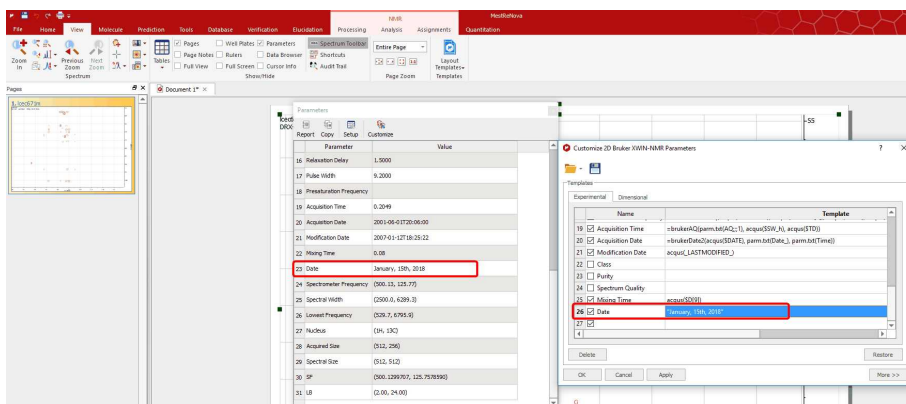 NMR
MestReNova
File Home View Molecule Prediction Tools Database Verification Elucidation Processing Analysis Assignments Quantitation
Pages Well Plates Parameters Spectrum Toolbar Entire Page
Page Notes Rulers Data Browser Shortcuts
Full View Full Screen Cursor Info Audit Trail
Zoom In Previous Zoom Next Zoom Tables Layout Templates
Spectrum Show/Hide Page Zoom Templates
Pages Document 1*
Parameters
-55
Report Copy Setup Customize
Parameter Value
16 Relaxation Delay 1.5000
17 Pulse Width 9.2000
18 Presaturation Frequency
19 Acquisition Time 0.2049
20 Acquisition Date 2001-06-01T20:06:00
21 Modification Date 2007-01-12T18:25:22
22 Mixing Time 0.08
23 Date January, 15th, 2018
24 Spectrometer Frequency (500.13, 125.77)
25 Spectral Width (2500.0, 6289.3)
26 Lowest Frequency (529.7, 6795.9)
27 Nucleus (1H, 13C)
28 Acquired Size (512, 256)
29 Spectral Size (512, 512)
30 SF (500.1299707, 125.7578590)
31 LB (2.00, 24.00)
Customize 2D Bruker XWIN-NMR Parameters ? X
Templates
Experimental Dimensional
Name Template
19 Acquisition Time =brukerAQ(parm.txt(AQ;;1), acqus($SW_h), acqus($TD))
20 Acquisition Date =brukerDate2(acqus($DATE), parm.txt(Date_), parm.txt(Time))
21 Modification Date acqus(_LASTMODIFIED_)
22 Class
23 Purity
24 Spectrum Quality
25 Mixing Time acqus($D[9])
26 Date "January, 15th, 2018"
27
Delete Restore
OK Cancel Apply More >>